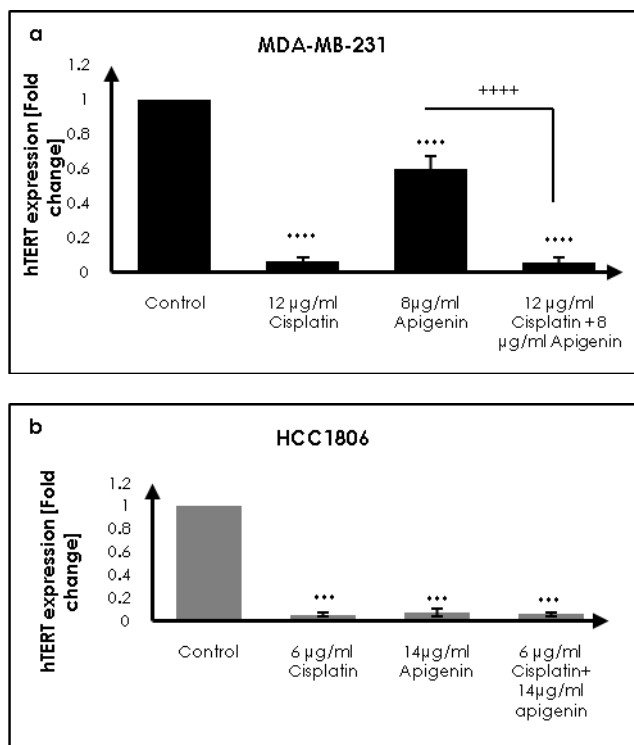 a
MDA-MB-231
hTERT expression [Fold
change]
1.2
1
0.8
0.6
0.4
0.2
0
++++
****
****
****
Control
12 µg/ml
Cisplatin
8µg/ml
Apigenin
12 µg/ml
Cisplatin +8
µg/ml Apigenin
b
HCC1806
hTERT expression [Fold
change]
1.2
1
0.8
0.6
0.4
0.2
0
***
***
***
Control
6 µg/ml
Cisplatin
14µg/ml
Apigenin
6 µg/ml
Cisplatin+
14µg/ml
apigenin